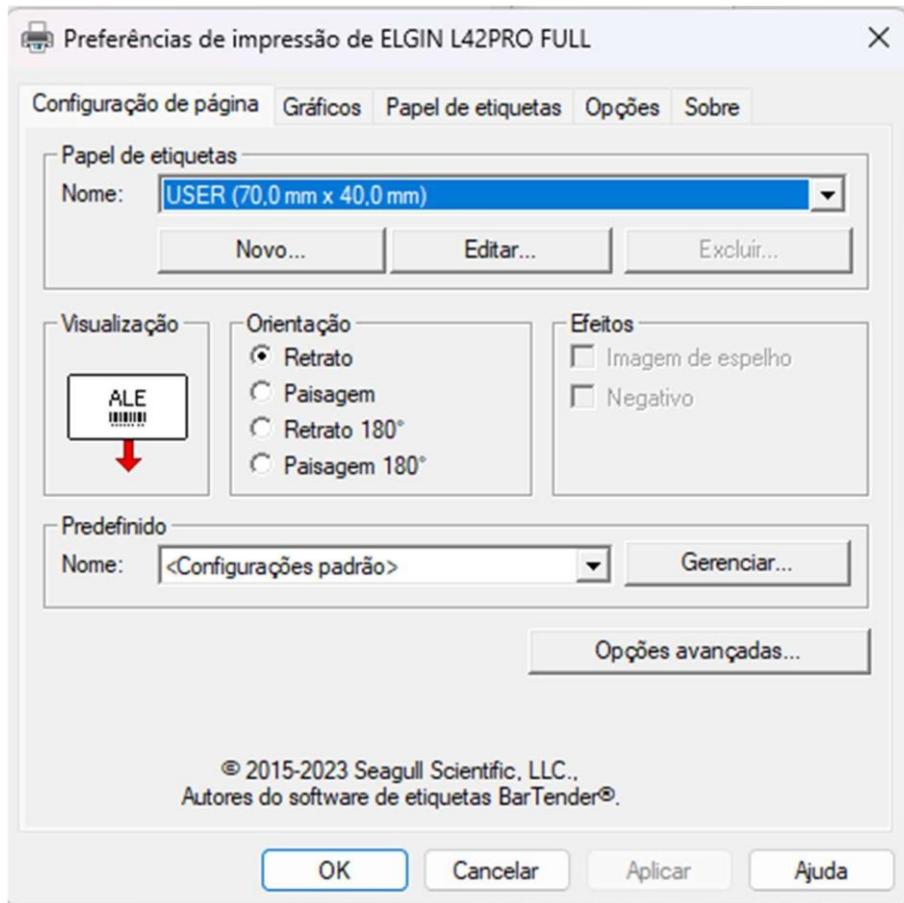 Preferências de impressão de ELGIN L42PRO FULL
Configuração de página Gráficos Papel de etiquetas Opções Sobre
Papel de etiquetas
Nome: USER (70,0 mm x 40,0 mm)
Novo... Editar... Excluir...
Visualização Orientação Efeitos
ALE
Retrato Imagem de espelho
Paisagem Negativo
Retrato 180°
Paisagem 180°
Predefinido
Nome: <Configurações padrão> Gerenciar...
Opções avançadas...
© 2015-2023 Seagull Scientific, LLC.,
Autores do software de etiquetas BarTender®.
OK Cancelar Aplicar Ajuda